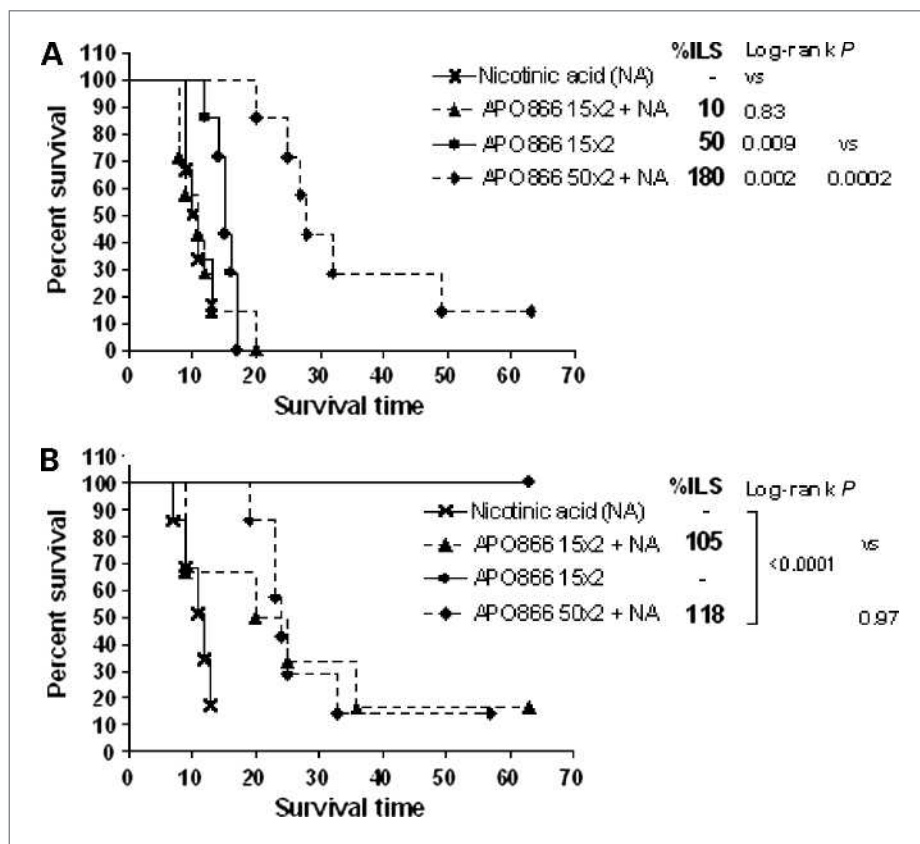 A
%ILS Log-rank P
Nicotinic acid (NA) - vs
APO866 15x2 + NA 10 0.83
APO866 15x2 50 0.009 vs
APO866 50x2 + NA 180 0.002 0.0002
Percent survival
110
100
90
80
70
60
50
40
30
20
10
0
0 10 20 30 40 50 60 70
Survival time
B
%ILS Log-rank P
Nicotinic acid (NA) -
APO866 15x2 + NA 105 vs
<0.0001
APO866 15x2 -
APO866 50x2 + NA 118 0.97
Percent survival
110
100
90
80
70
60
50
40
30
20
10
0
0 10 20 30 40 50 60 70
Survival time